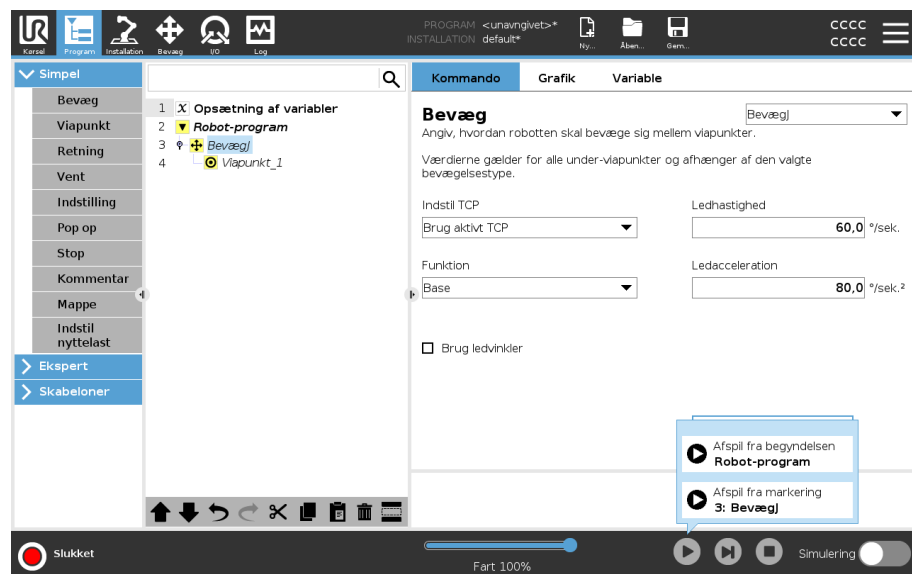 PROGRAM <unavngivet>*
INSTALLATION default*
CCCC
CCCC
Kørsel
Program
Installation
Bevæg
I/O
Log
Ny...
Åben...
Gem...
Simpel
Bevæg
Viapunkt
Retning
Vent
Indstilling
Pop op
Stop
Kommentar
Mappe
Indstil
nyttelast
Ekspert
Skabeloner
1 X Opsætning af variabler
2 Robot-program
3 BevægJ
4 Viapunkt_1
Kommando
Grafik
Variable
Bevæg
BevægJ
Angiv, hvordan robotten skal bevæge sig mellem viapunkter.
Værdierne gælder for alle under-viapunkter og afhænger af den valgte
bevægelsestype.
Indstil TCP
Ledhastighed
Brug aktivt TCP
60,0 °/sek.
Funktion
Ledacceleration
Base
80,0 °/sek.²
Brug ledvinkler
Afspil fra begyndelsen
Robot-program
Afspil fra markering
3: BevægJ
Slukket
Fart 100%
Simulering